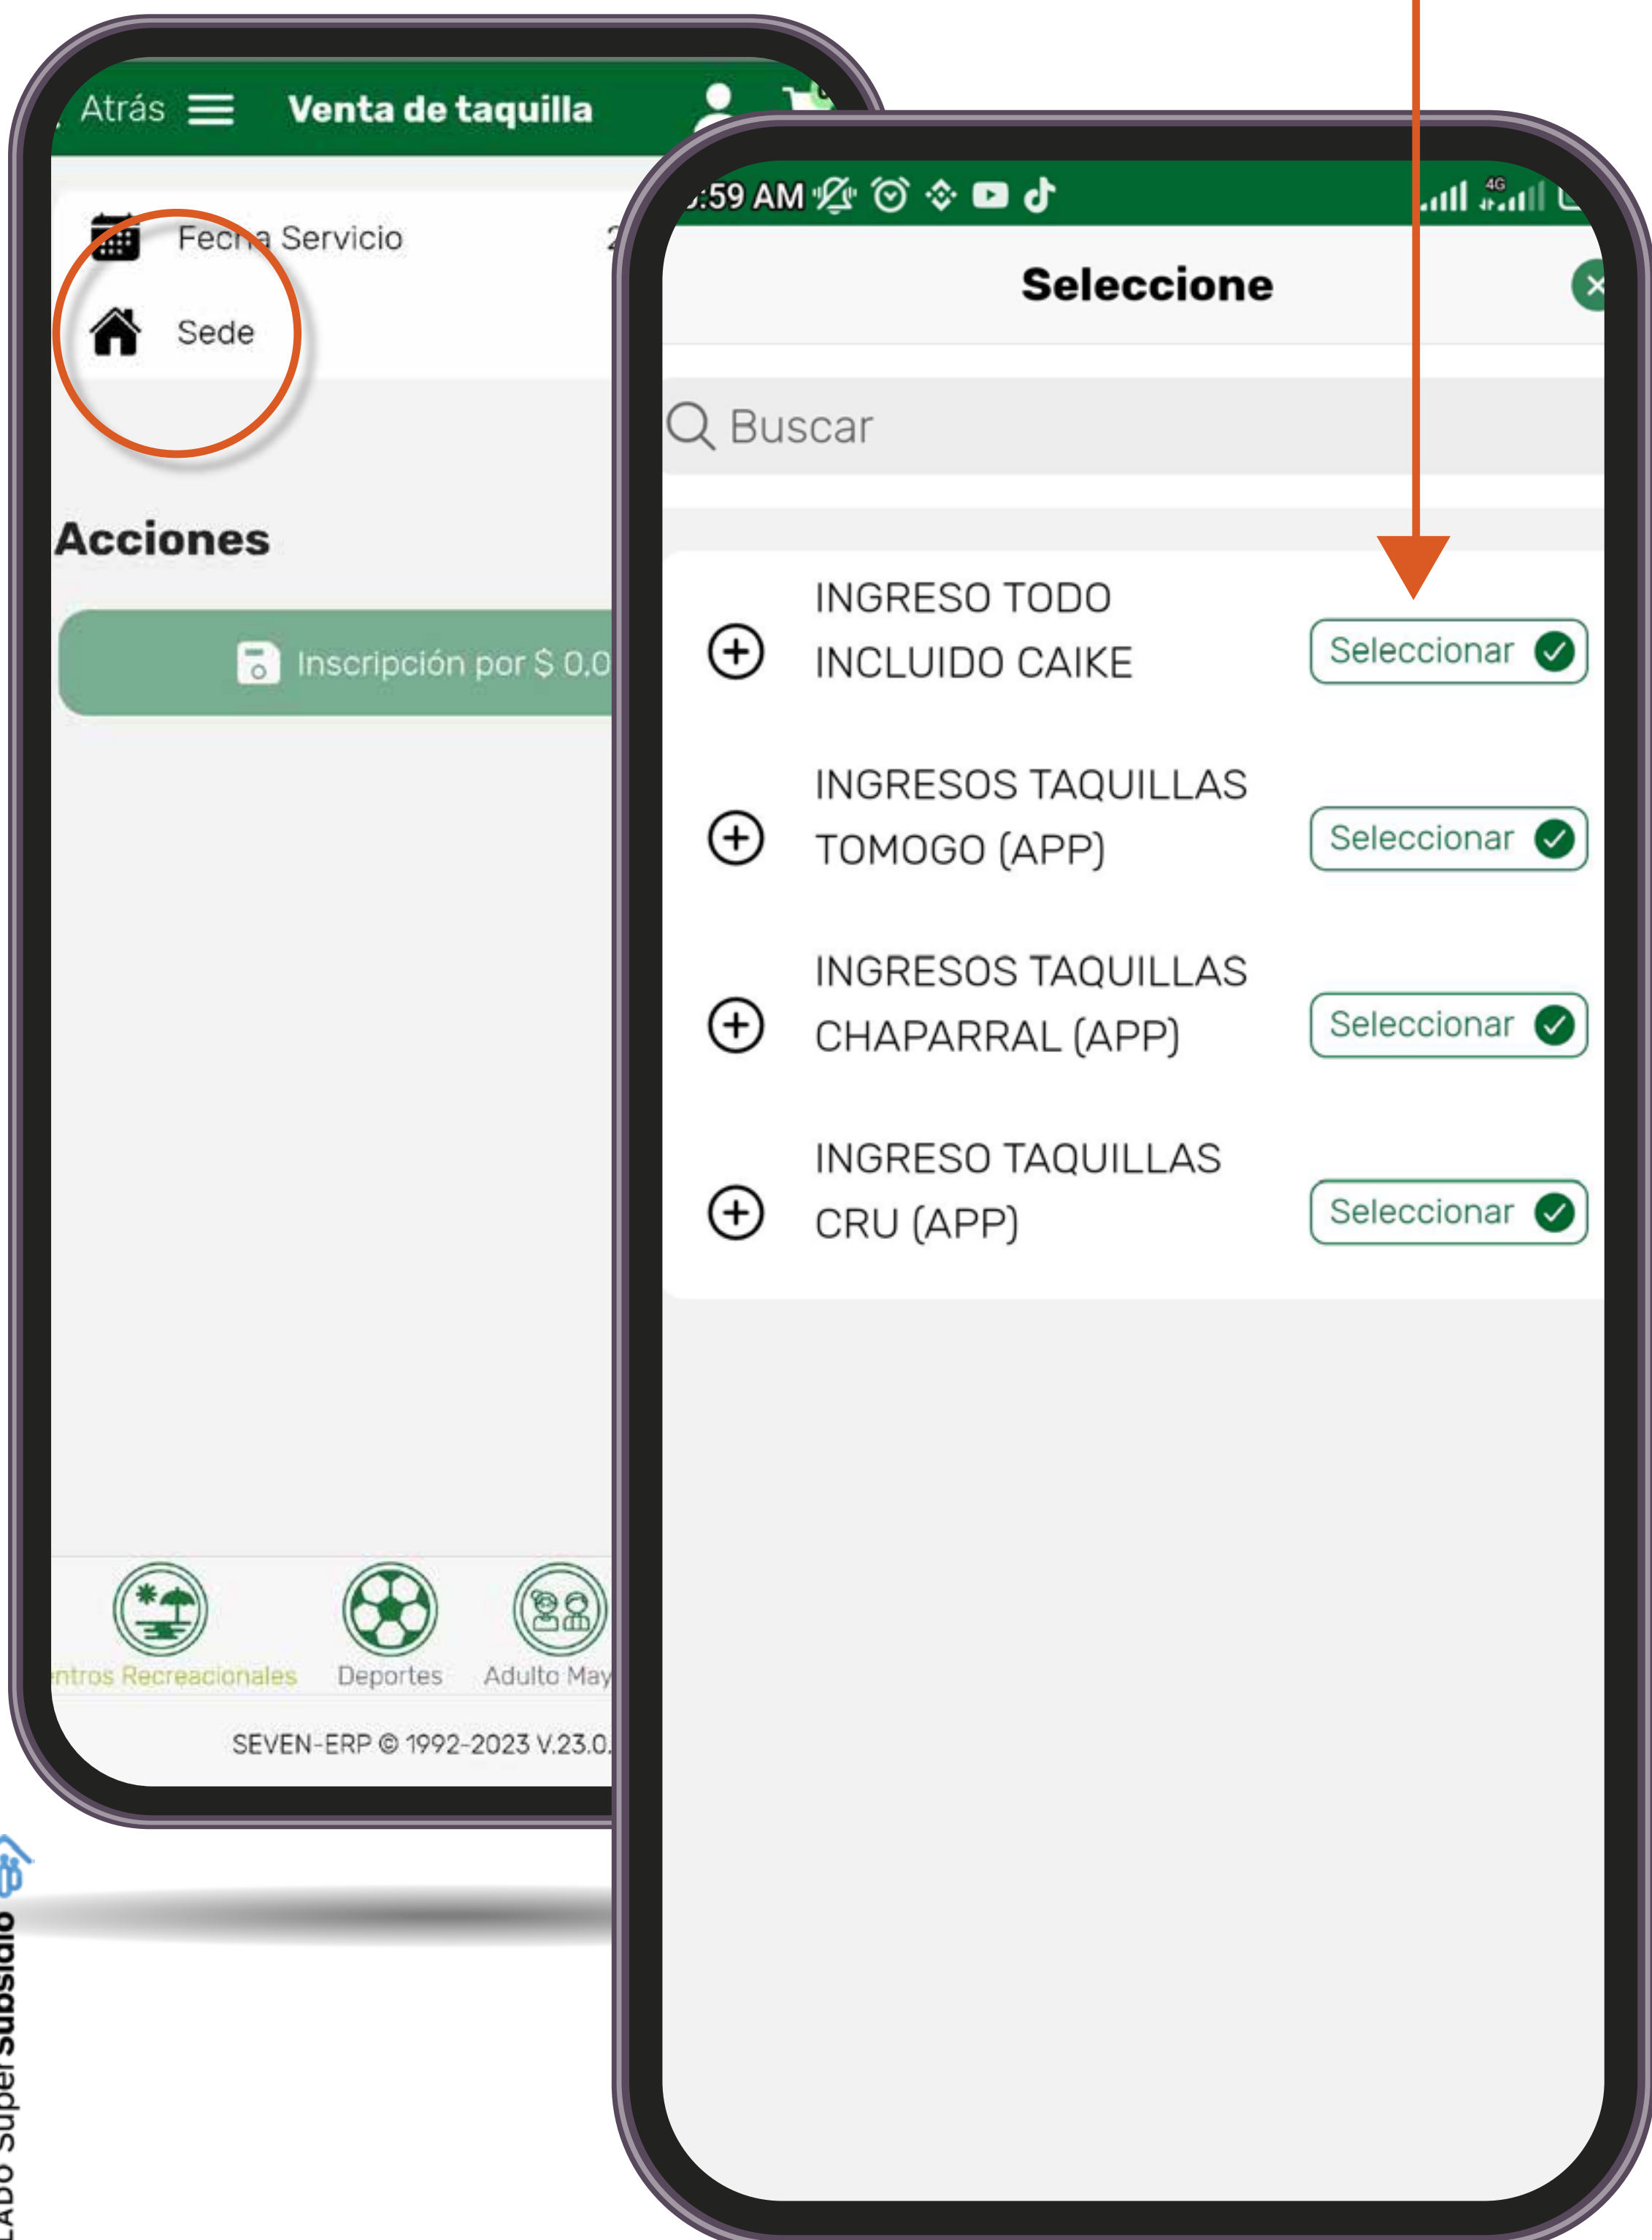 Atrás
Venta de taquilla
Fecha Servicio
Sede
Acciones
Inscripción por $ 0,0
Centros Recreacionales
Deportes
Adulto May
SEVEN-ERP © 1992-2023 V.23.0.
:59 AM
4G
Seleccione
Buscar
INGRESO TODO
INCLUIDO CAIKE
Seleccionar
INGRESOS TAQUILLAS
TOMOGO (APP)
Seleccionar
INGRESOS TAQUILLAS
CHAPARRAL (APP)
Seleccionar
INGRESO TAQUILLAS
CRU (APP)
Seleccionar
SuperSubsidio